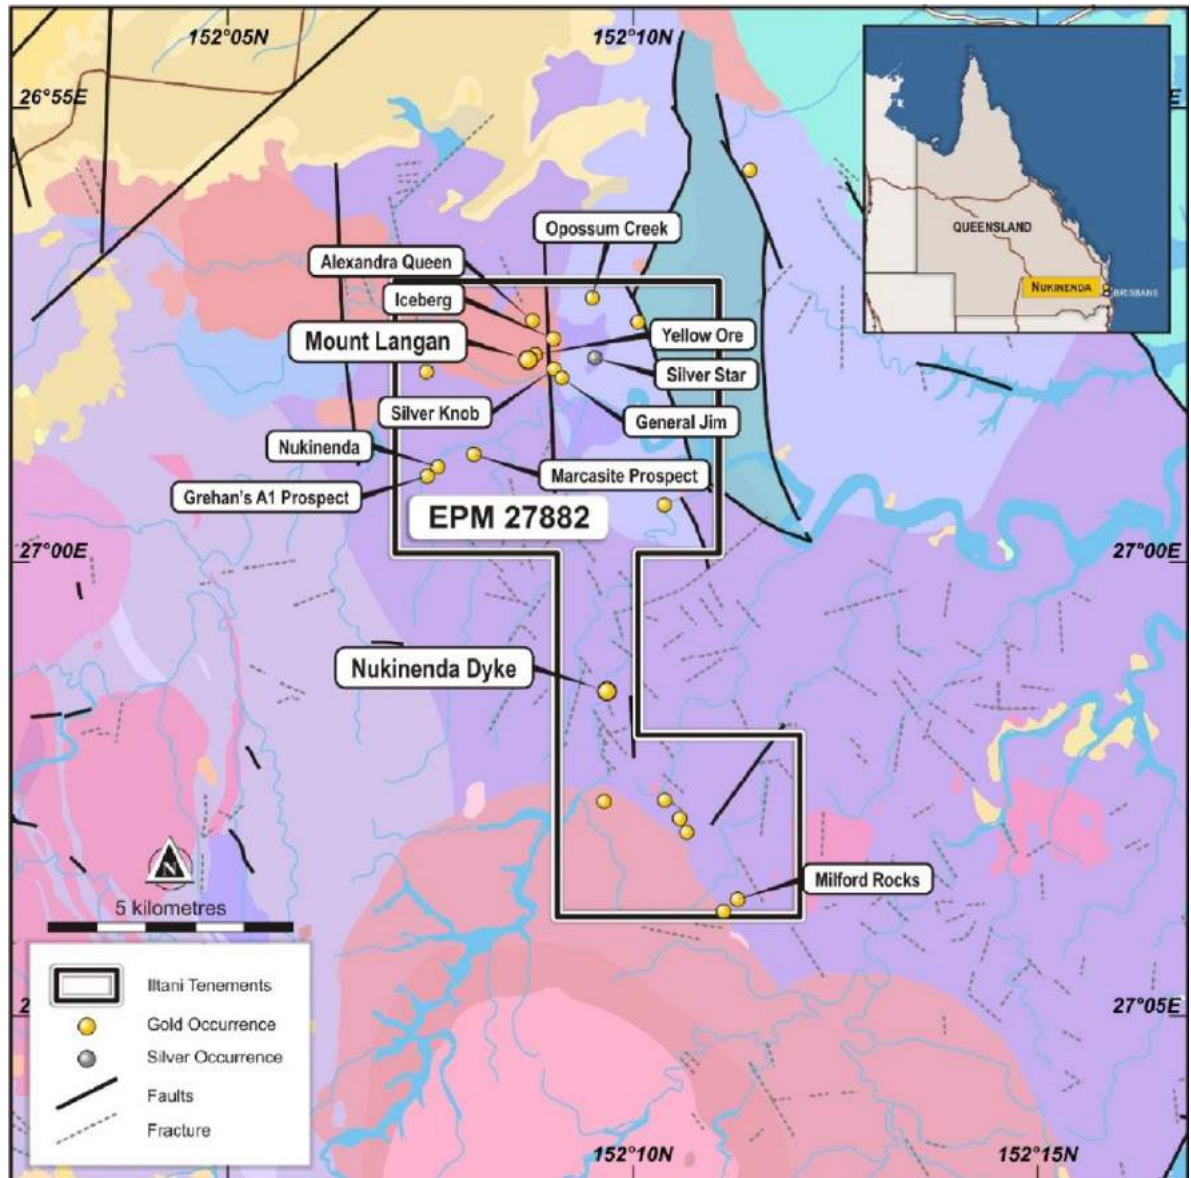 152°05N
152°10N
26°55E
E
QUEENSLAND
NUKINENDA
BRISBANE
Opossum Creek
Alexandra Queen
Iceberg
Mount Langan
Yellow Ore
Silver Star
Silver Knob
General Jim
Nukinenda
Marcasite Prospect
Grehan's A1 Prospect
EPM 27882
27°00E
27°00E
Nukinenda Dyke
Milford Rocks
N
5 kilometres
Iltani Tenements
Gold Occurrence
Silver Occurrence
Faults
Fracture
2
27°05E
152°10N
152°15N